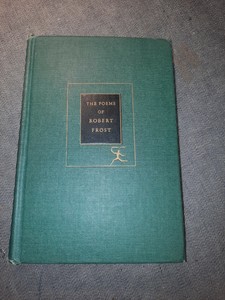 THE POEMS
OF
ROBERT
FROST